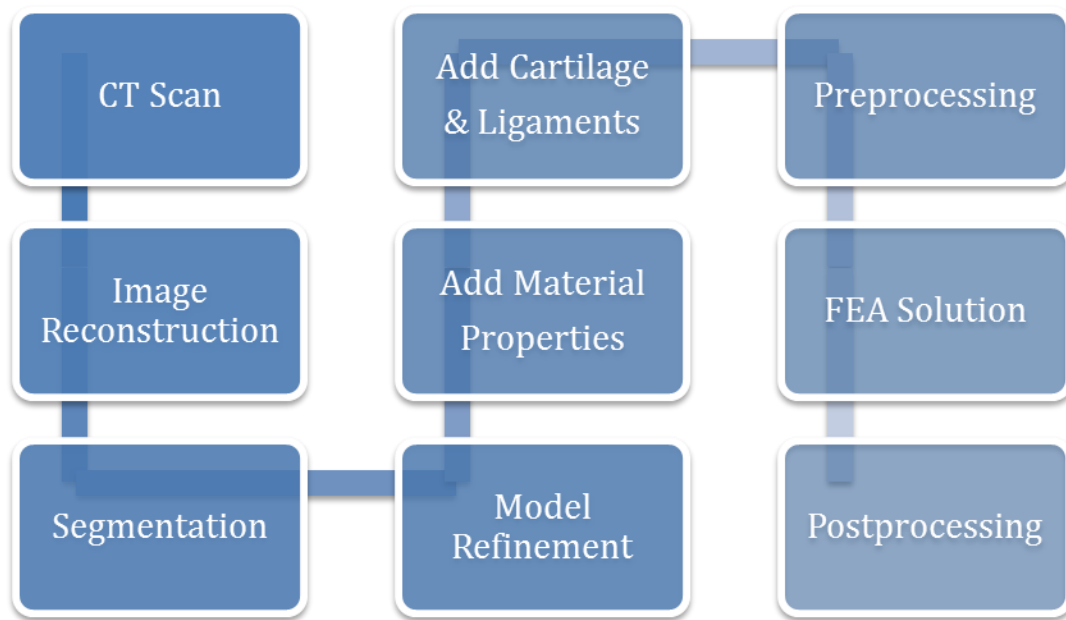 CT Scan
Image
Reconstruction
Segmentation
Model
Refinement
Add Material
Properties
Add Cartilage
& Ligaments
Preprocessing
FEA Solution
Postprocessing